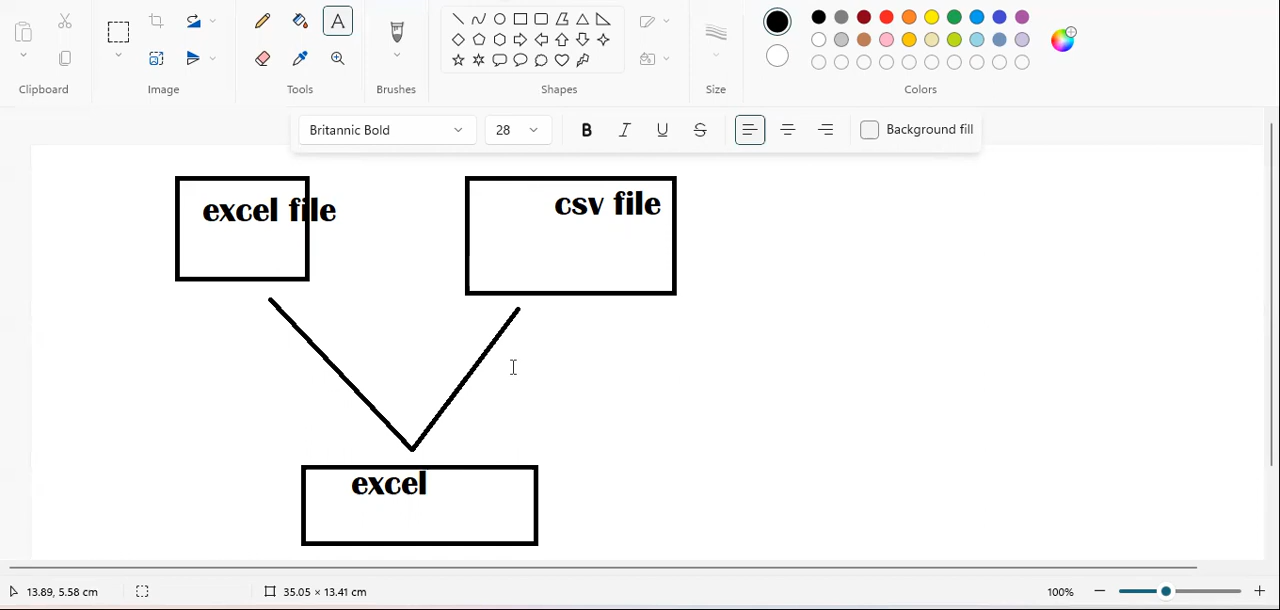 Clipboard
Image
Tools
Brushes
Shapes
Size
Colors
Britannic Bold
28
B I U S
Background fill
excel file
csv file
excel
13.89, 5.58 cm
35.05 × 13.41 cm
100%